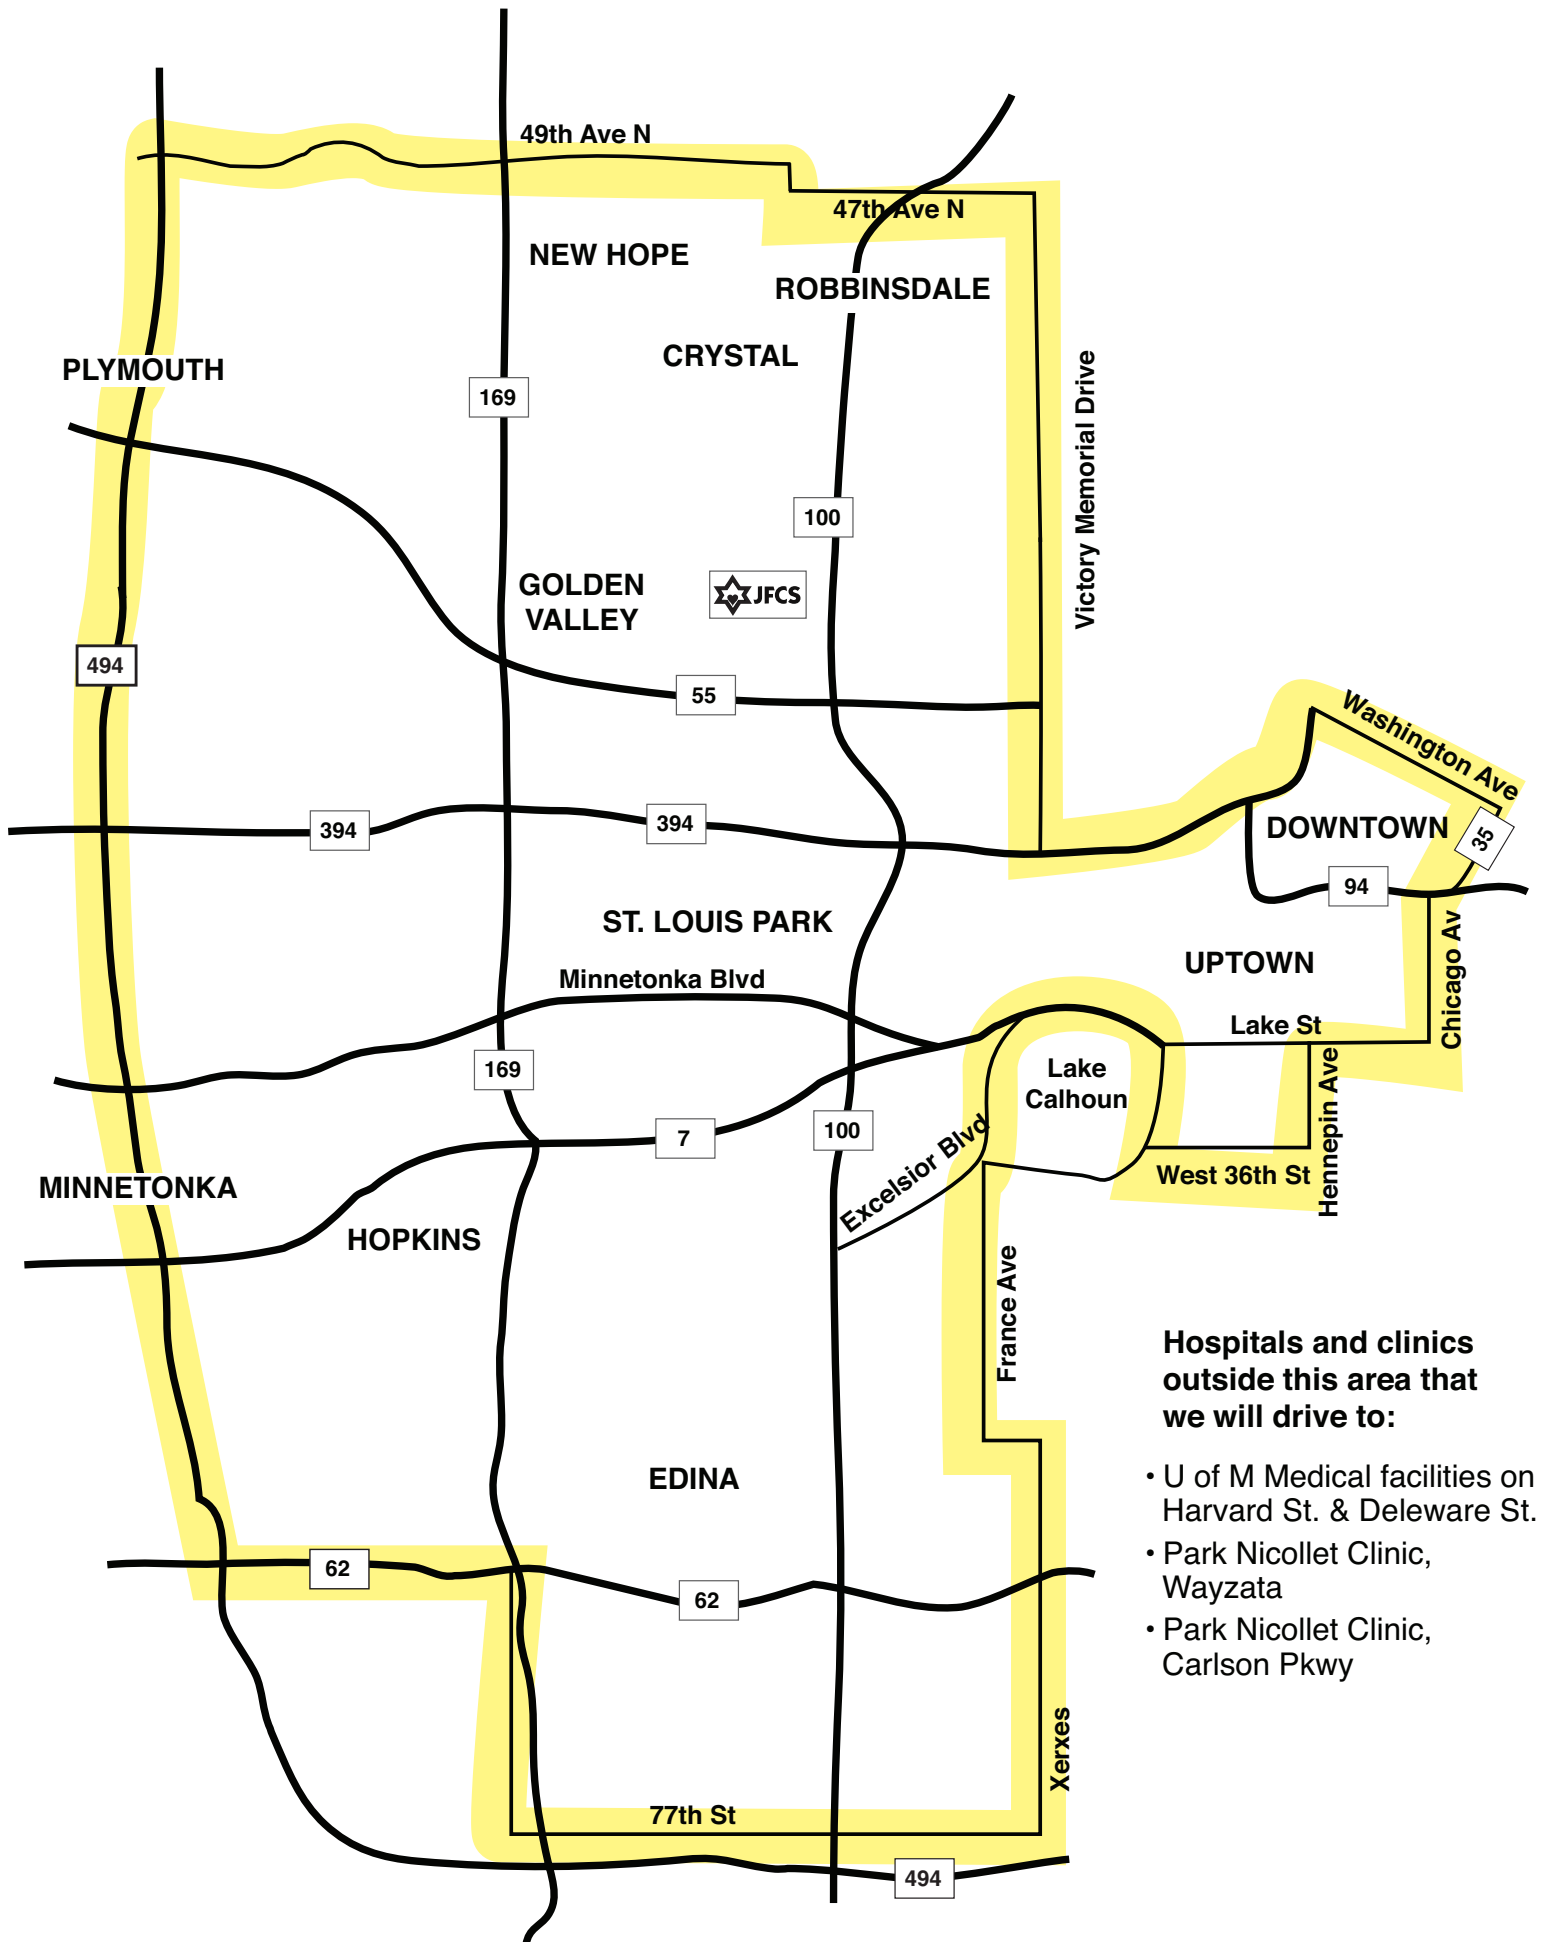 49th Ave N
47th Ave N
NEW HOPE
ROBBINSDALE
CRYSTAL
PLYMOUTH
169
Victory Memorial Drive
100
GOLDEN
VALLEY
JFCS
494
55
Washington Ave
394
394
DOWNTOWN
35
94
ST. LOUIS PARK
UPTOWN
Chicago Av
Minnetonka Blvd
Lake St
169
Lake
Calhoun
Hennepin Ave
7
100
Excelsior Blvd
West 36th St
MINNETONKA
HOPKINS
France Ave
Hospitals and clinics
outside this area that
we will drive to:
• U of M Medical facilities on
Harvard St. & Deleware St.
• Park Nicollet Clinic,
Wayzata
• Park Nicollet Clinic,
Carlson Pkwy
EDINA
62
62
Xerxes
77th St
494